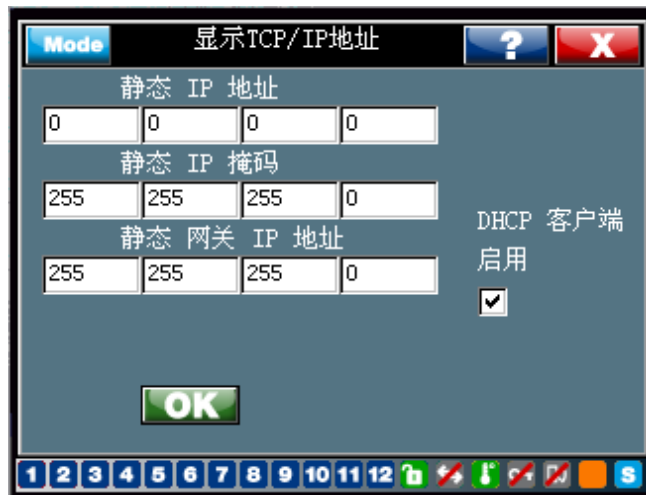 Mode 显示TCP/IP地址 ? X
静态 IP 地址
0 0 0 0
静态 IP 掩码
255 255 255 0
静态 网关 IP 地址
255 255 255 0
DHCP 客户端
启用
OK
1 2 3 4 5 6 7 8 9 10 11 12 S